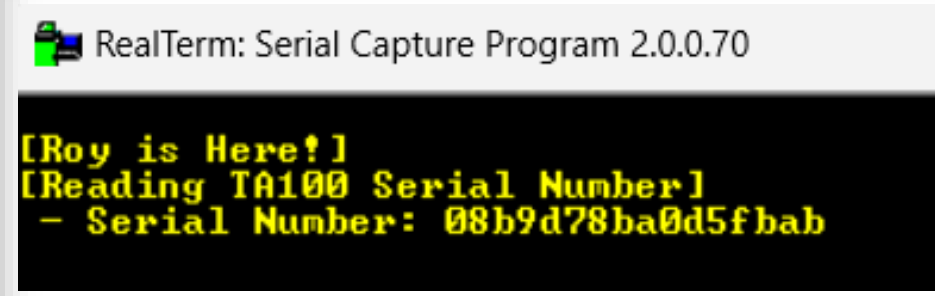 RealTerm: Serial Capture Program 2.0.0.70
[Roy is Here!]
[Reading TA100 Serial Number]
- Serial Number: 08b9d78ba0d5fbab